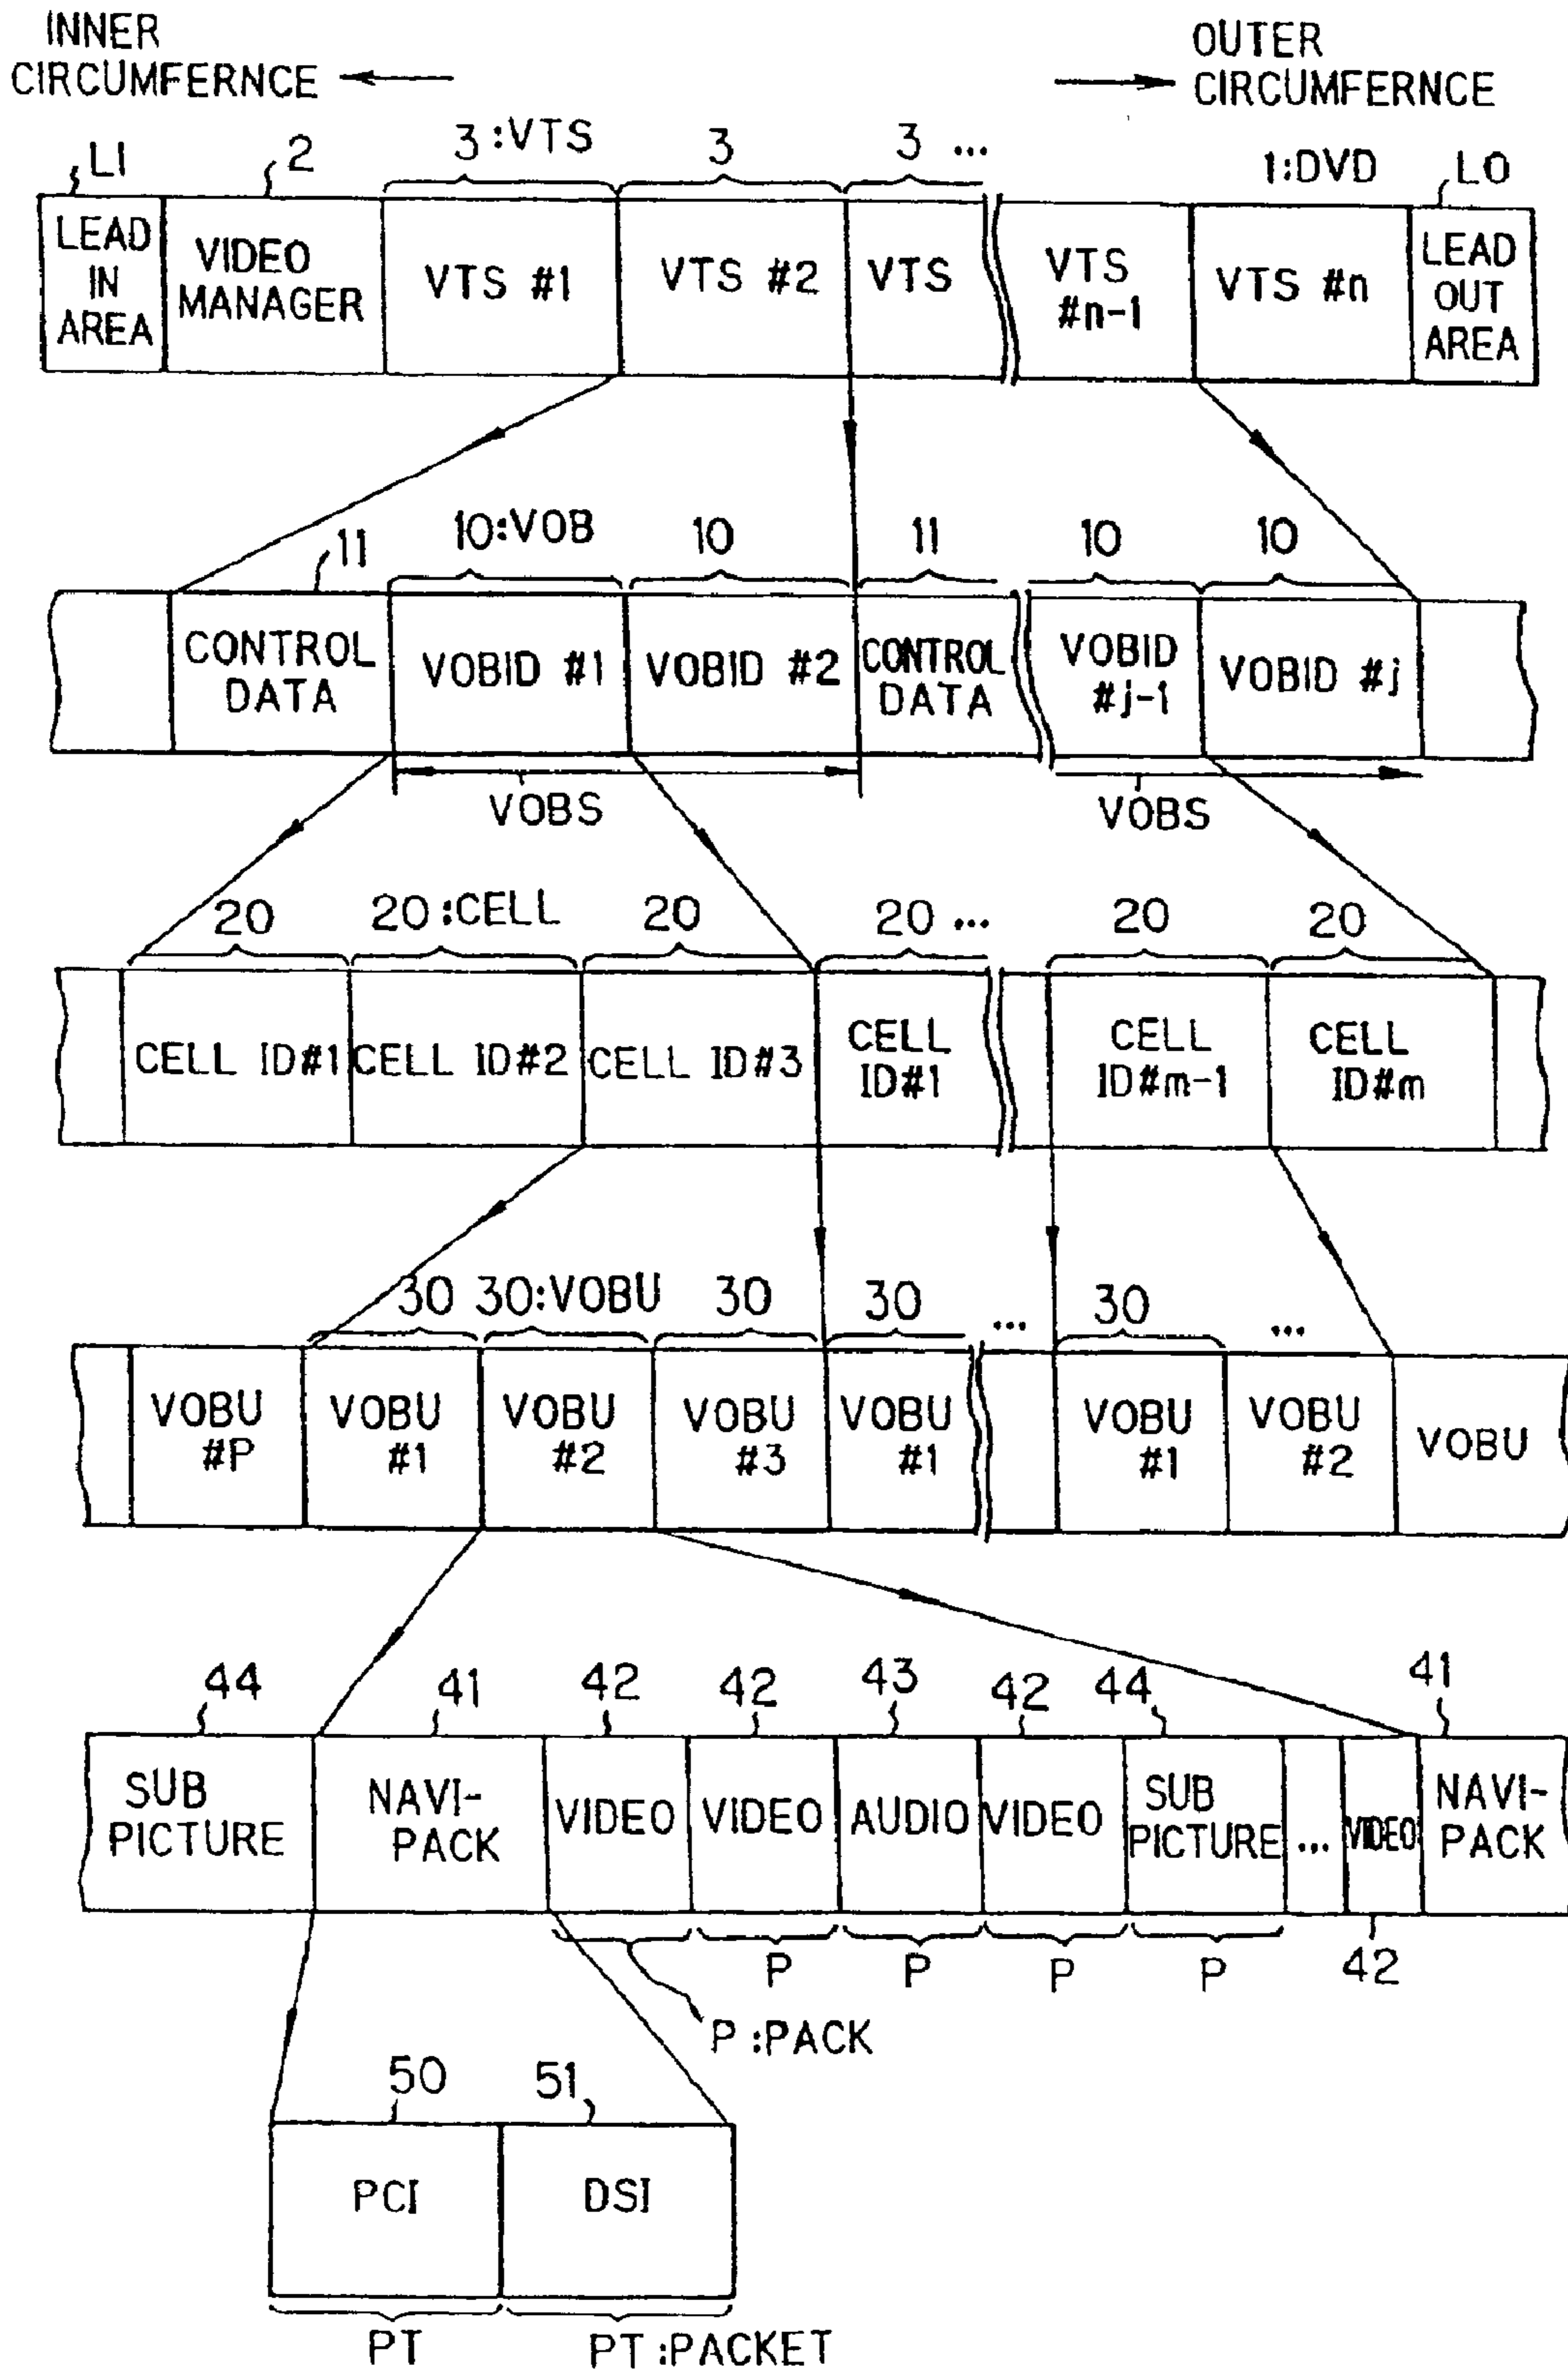 INNER
CIRCUMFERNCE
OUTER
CIRCUMFERNCE
LI
2
3 :VTS
3
3 ...
1:DVD
LO
LEAD
IN
AREA
VIDEO
MANAGER
VTS #1
VTS #2
VTS
VTS
#n-1
VTS #n
LEAD
OUT
AREA
11
10:VOB
10
11
10
10
CONTROL
DATA
VOBID #1
VOBID #2
CONTROL
DATA
VOBID
#j-1
VOBID #j
VOBS
VOBS
20
20 :CELL
20
20 ...
20
20
CELL ID#1
CELL ID#2
CELL ID#3
CELL
ID#1
CELL
ID#m-1
CELL
ID#m
30
30:VOBU
30
30
...
30
...
VOBU
#P
VOBU
#1
VOBU
#2
VOBU
#3
VOBU
#1
VOBU
#1
VOBU
#2
VOBU
44
41
42
42
43
42
44
41
SUB
PICTURE
NAVI-
PACK
VIDEO
VIDEO
AUDIO
VIDEO
SUB
PICTURE
...
VIDEO
NAVI-
PACK
P
P
P
P
42
P :PACK
50
51
PCI
DSI
PT
PT :PACKET